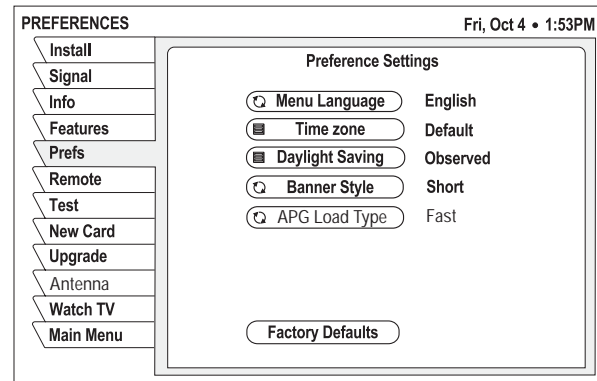 PREFERENCES Fri, Oct 4 • 1:53PM
Install
Signal
Info
Features
Prefs
Remote
Test
New Card
Upgrade
Antenna
Watch TV
Main Menu
Preference Settings
Menu Language English
Time zone Default
Daylight Saving Observed
Banner Style Short
APG Load Type Fast
Factory Defaults